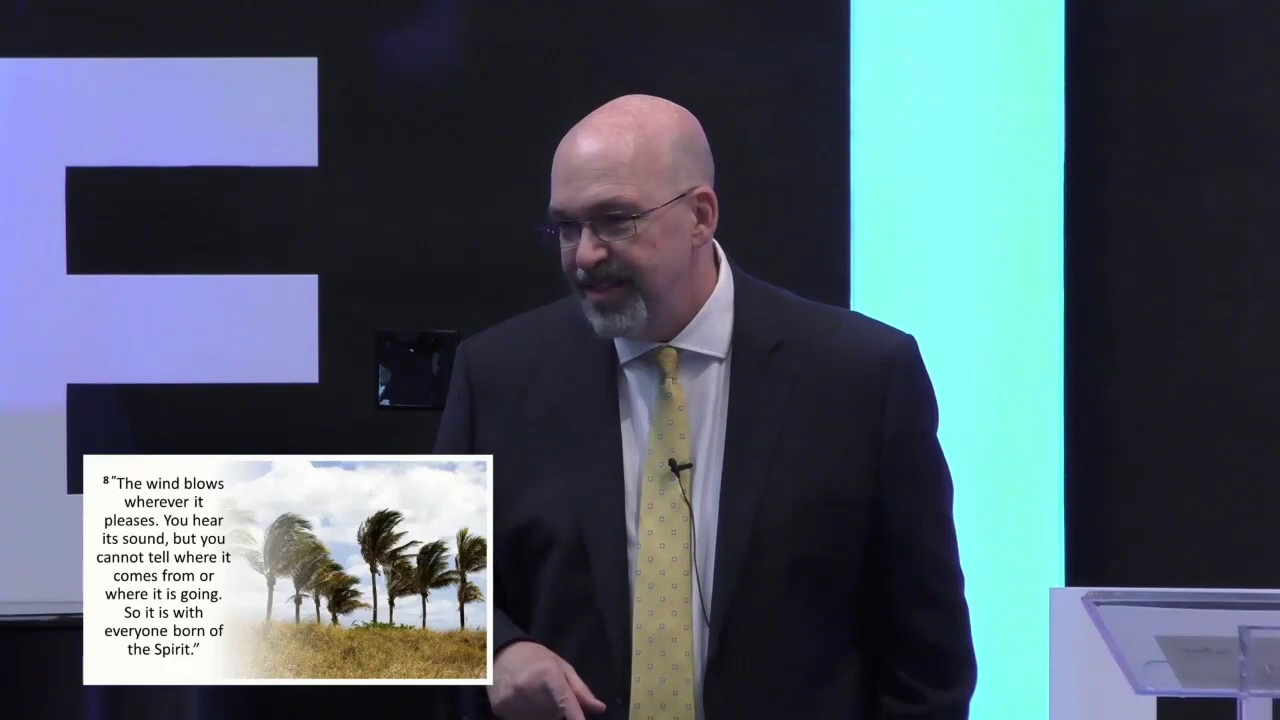 8 "The wind blows
wherever it
pleases. You hear
its sound, but you
cannot tell where it
comes from or
where it is going.
So it is with
everyone born of
the Spirit.”